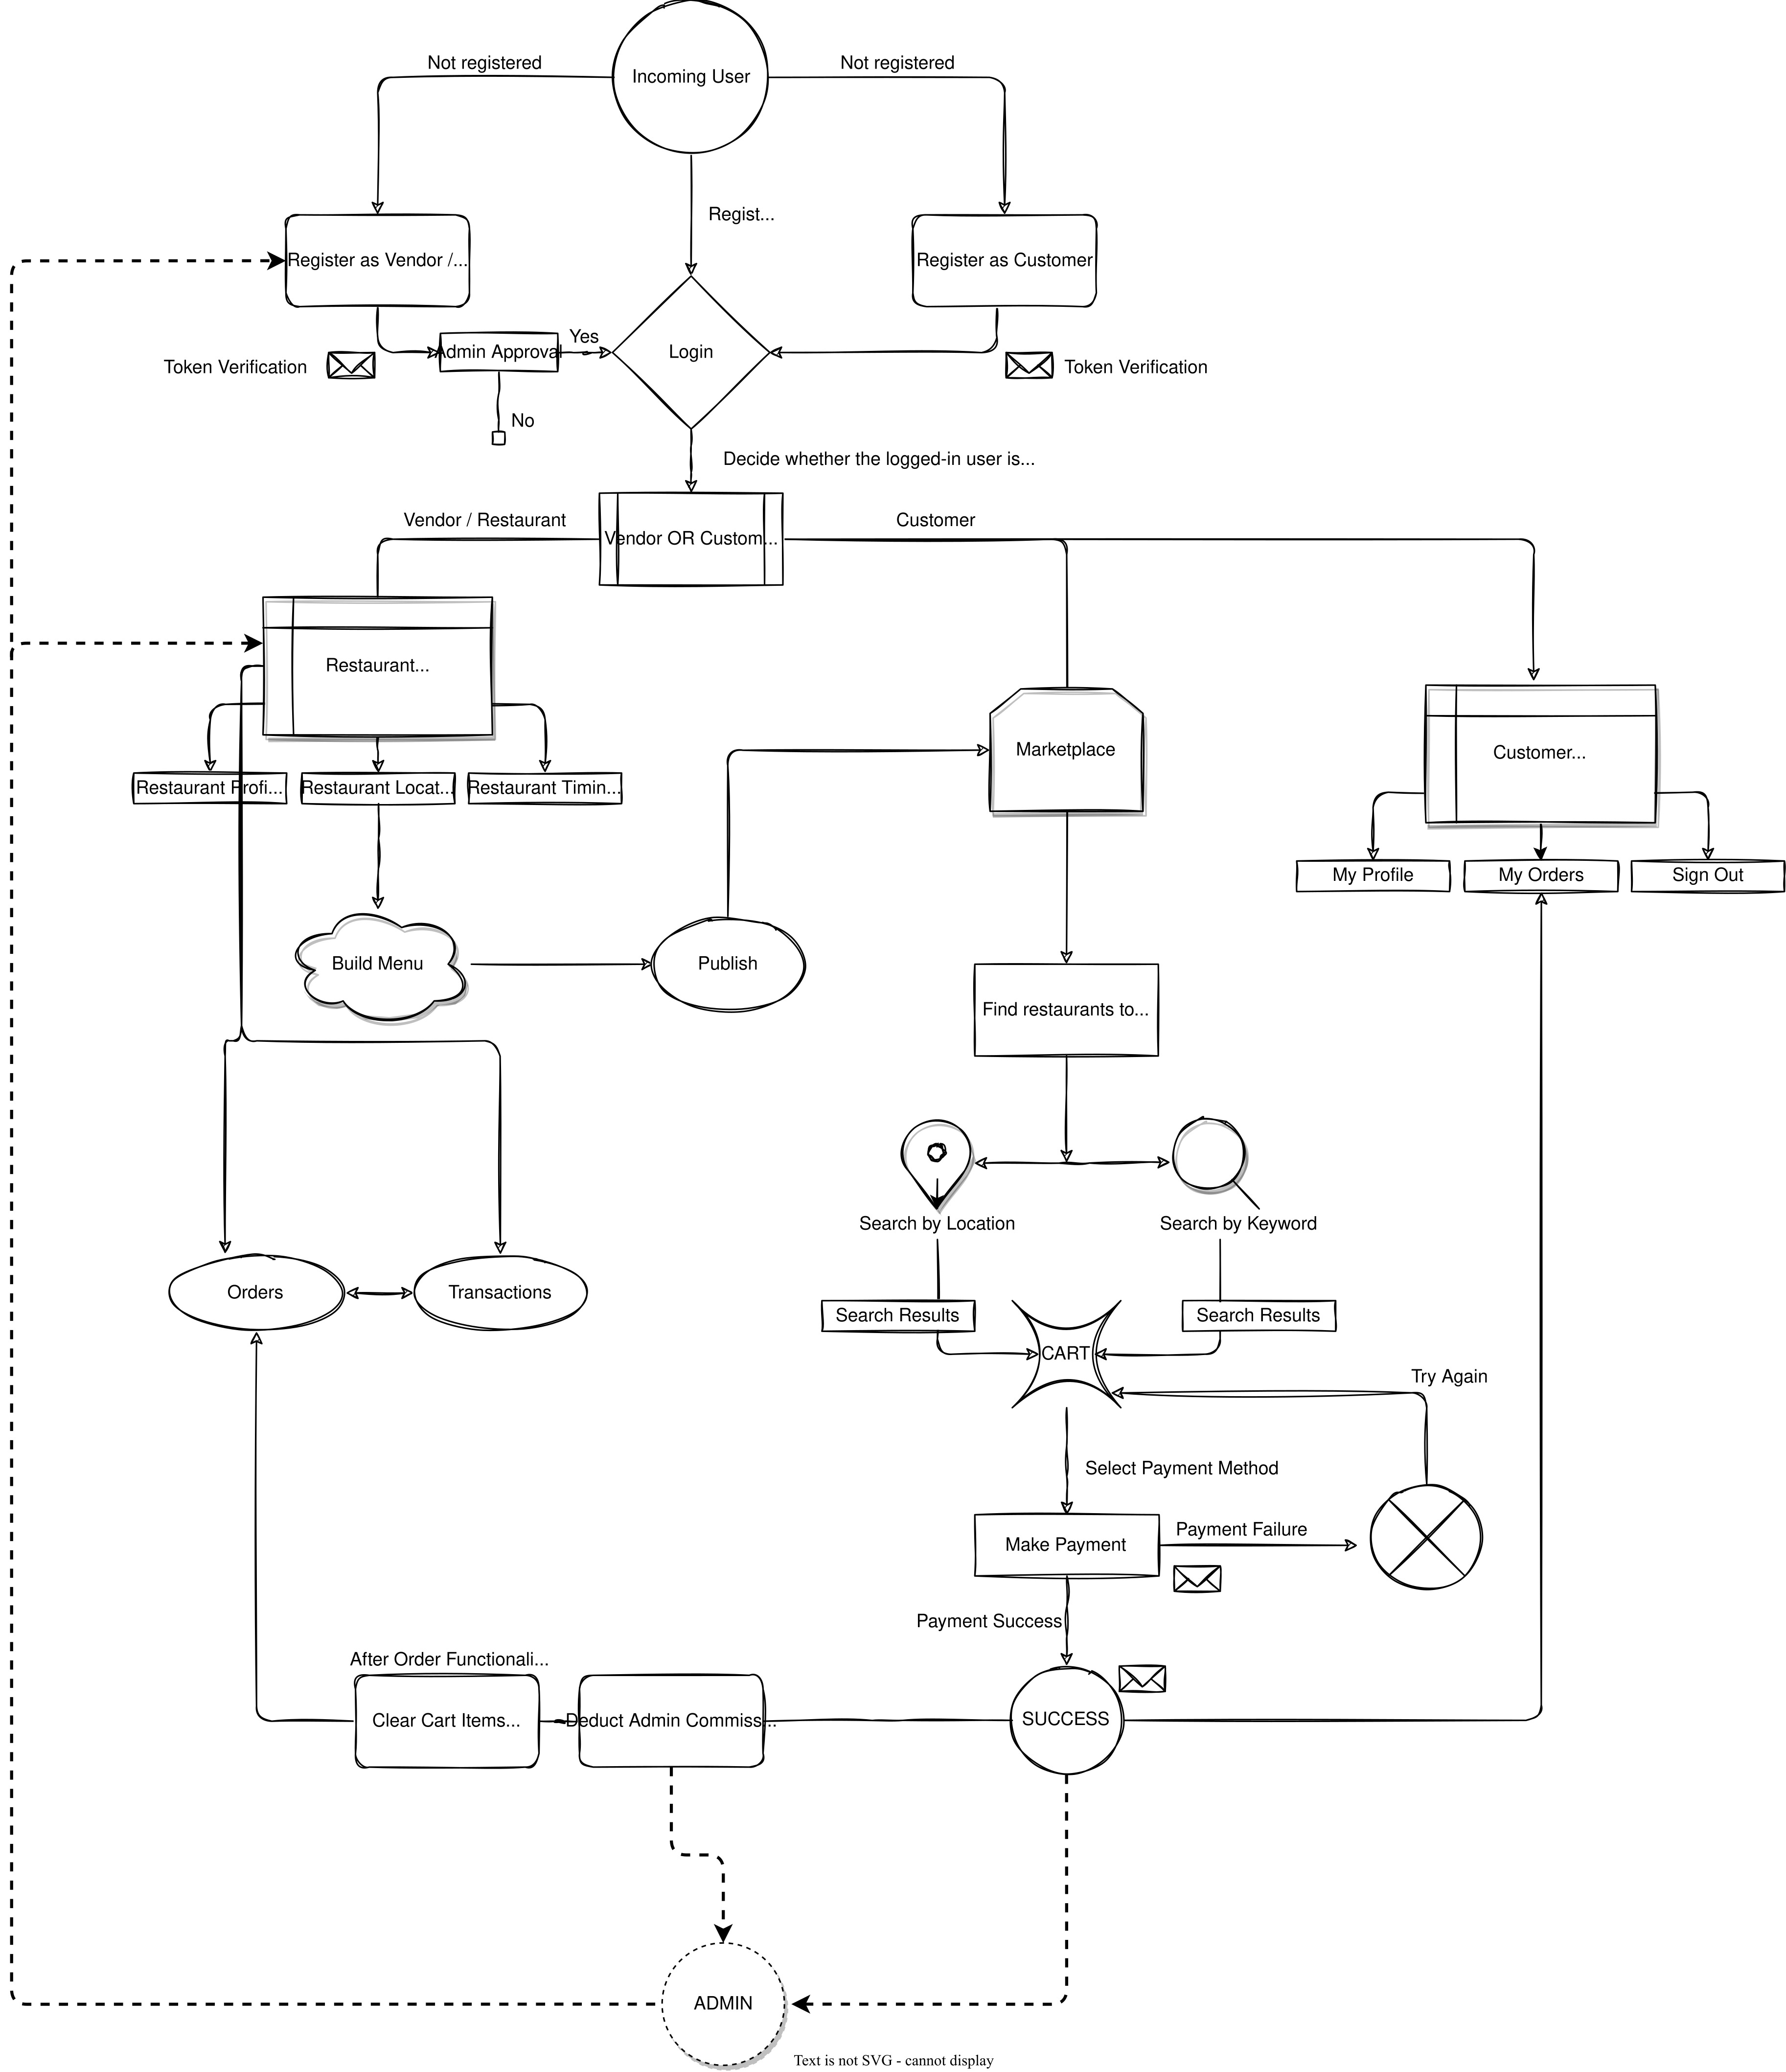 Incoming User
Not registered
Not registered
Regist...
Register as Vendor /...
Register as Customer
Yes
Admin Approval
Login
Token Verification
Token Verification
No
Decide whether the logged-in user is...
Vendor / Restaurant
Customer
Vendor OR Custom...
Restaurant...
Marketplace
Customer...
Restaurant Profi...
Restaurant Locat...
Restaurant Timin...
My Profile
My Orders
Sign Out
Build Menu
Publish
Find restaurants to...
Search by Location
Search by Keyword
Orders
Transactions
Search Results
Search Results
CART
Try Again
Select Payment Method
Payment Failure
Make Payment
Payment Success
After Order Functionali...
Clear Cart Items...
Deduct Admin Commiss...
SUCCESS
ADMIN
Text is not SVG - cannot display